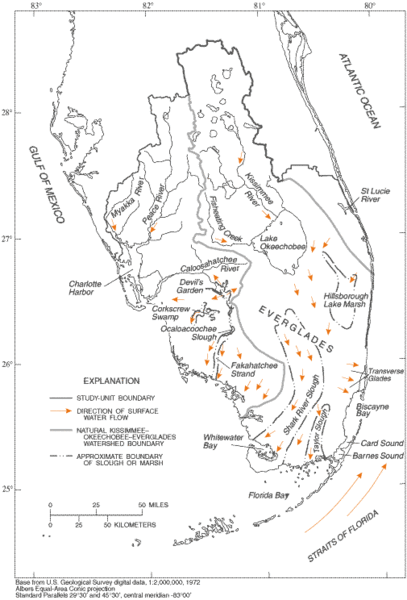 83°
82°
81°
80°
28°
27°
26°
25°
ATLANTIC OCEAN
GULF OF MEXICO
Myakka River
Peace River
Kissimmee
River
St Lucie
River
Fisheating Creek
Lake
Okeechobee
Caloosahatchee
River
Charlotte
Harbor
Devil's
Garden
Hillsborough
Lake Marsh
Corkscrew
Swamp
Ocaloacoochee
Slough
EVERGLADES
Fakahatchee
Strand
Transverse
Glades
Shark River Slough
Taylor Slough
Biscayne
Bay
Whitewater
Bay
Card Sound
Barnes Sound
Florida Bay
STRAITS OF FLORIDA
EXPLANATION
STUDY-UNIT BOUNDARY
DIRECTION OF SURFACE
WATER FLOW
NATURAL KISSIMMEE-
OKEECHOBEE-EVERGLADES
WATERSHED BOUNDARY
APPROXIMATE BOUNDARY
OF SLOUGH OR MARSH
0 25 50 MILES
0 25 50 KILOMETERS
Base from U.S. Geological Survey digital data, 1:2,000,000, 1972
Albers Equal-Area Conic projection
Standard Parallels 29°30' and 45°30', central meridian -83°00'